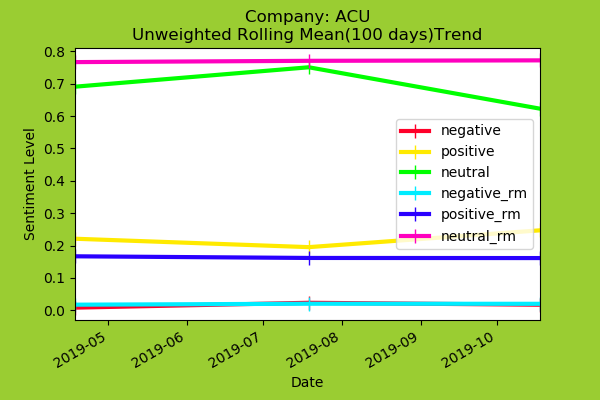 Company: ACU
Unweighted Rolling Mean(100 days)Trend
0.8
0.7
0.6
0.5
0.4
0.3
0.2
0.1
0.0
Sentiment Level
negative
positive
neutral
negative_rm
positive_rm
neutral_rm
2019-05
2019-06
2019-07
2019-08
2019-09
2019-10
Date